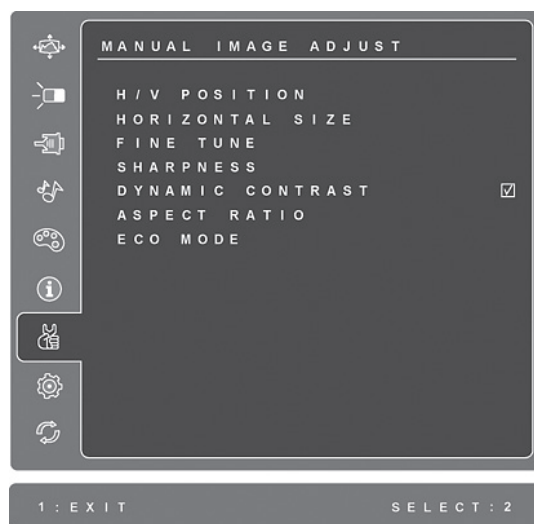 MANUAL IMAGE ADJUST
H/V POSITION
HORIZONTAL SIZE
FINE TUNE
SHARPNESS
DYNAMIC CONTRAST
ASPECT RATIO
ECO MODE
1:EXIT SELECT:2